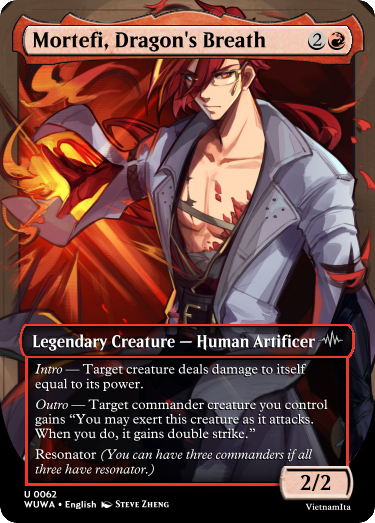 Mortefi, Dragon's Breath 2
Legendary Creature — Human Artificer
Intro — Target creature deals damage to itself
equal to its power.
Outro — Target commander creature you control
gains “You may exert this creature as it attacks.
When you do, it gains double strike.”
Resonator (You can have three commanders if all
three have resonator.)
2/2
U 0062
WUWA • English Steve Zheng
VietnamIta